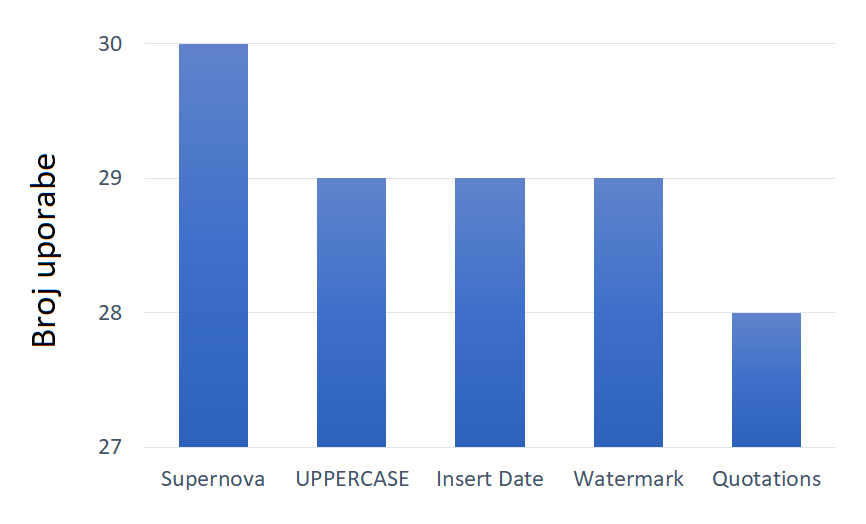 Broj uporabe
30
29
28
27
Supernova UPPERCASE Insert Date Watermark Quotations